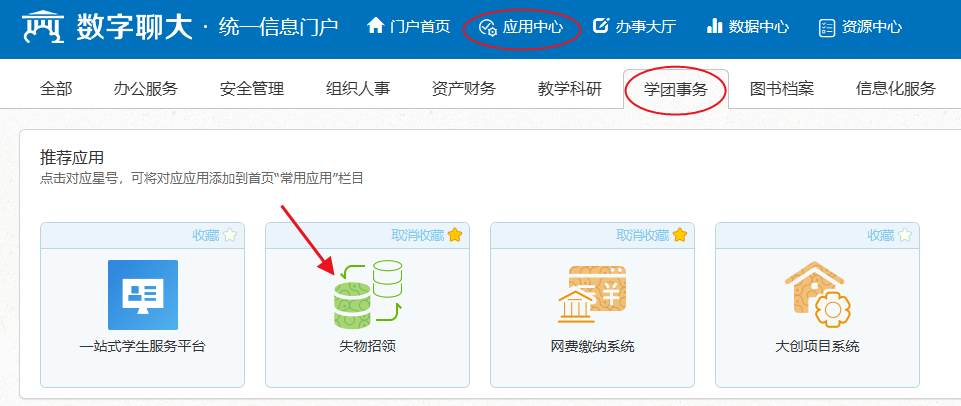 数字聊大 · 统一信息门户 门户首页 应用中心 办事大厅 数据中心 资源中心
全部 办公服务 安全管理 组织人事 资产财务 教学科研 学团事务 图书档案 信息化服务
推荐应用
点击对应星号，可将对应应用添加到首页“常用应用”栏目
收藏 取消收藏 取消收藏 收藏
一站式学生服务平台 失物招领 网费缴纳系统 大创项目系统